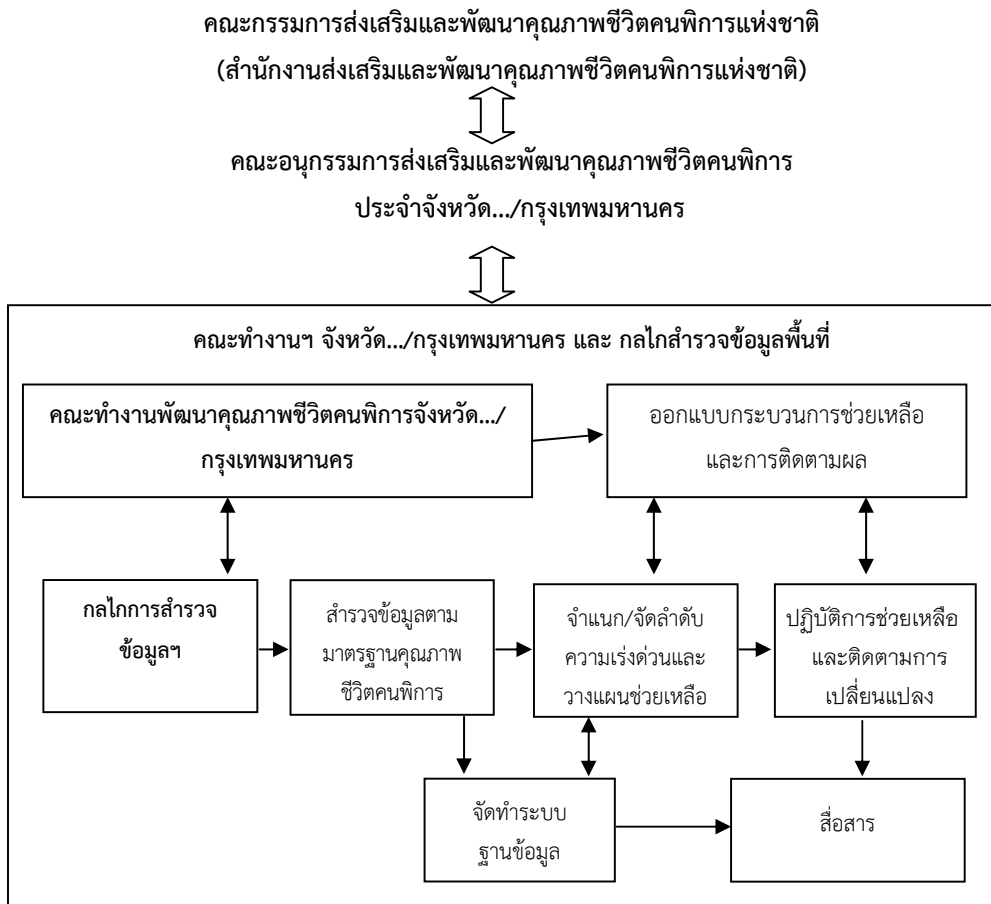 คณะกรรมการส่งเสริมและพัฒนาคุณภาพชีวิตคนพิการแห่งชาติ
(สำนักงานส่งเสริมและพัฒนาคุณภาพชีวิตคนพิการแห่งชาติ)
คณะอนุกรรมการส่งเสริมและพัฒนาคุณภาพชีวิตคนพิการ
ประจำจังหวัด.../กรุงเทพมหานคร
คณะทำงานฯ จังหวัด.../กรุงเทพมหานคร และ กลไกสำรวจข้อมูลพื้นที่
คณะทำงานพัฒนาคุณภาพชีวิตคนพิการจังหวัด.../
กรุงเทพมหานคร
ออกแบบกระบวนการช่วยเหลือ
และการติดตามผล
กลไกการสำรวจ
ข้อมูลฯ
สำรวจข้อมูลตาม
มาตรฐานคุณภาพ
ชีวิตคนพิการ
จำแนก/จัดลำดับ
ความเร่งด่วนและ
วางแผนช่วยเหลือ
ปฏิบัติการช่วยเหลือ
และติดตามการ
เปลี่ยนแปลง
จัดทำระบบ
ฐานข้อมูล
สื่อสาร